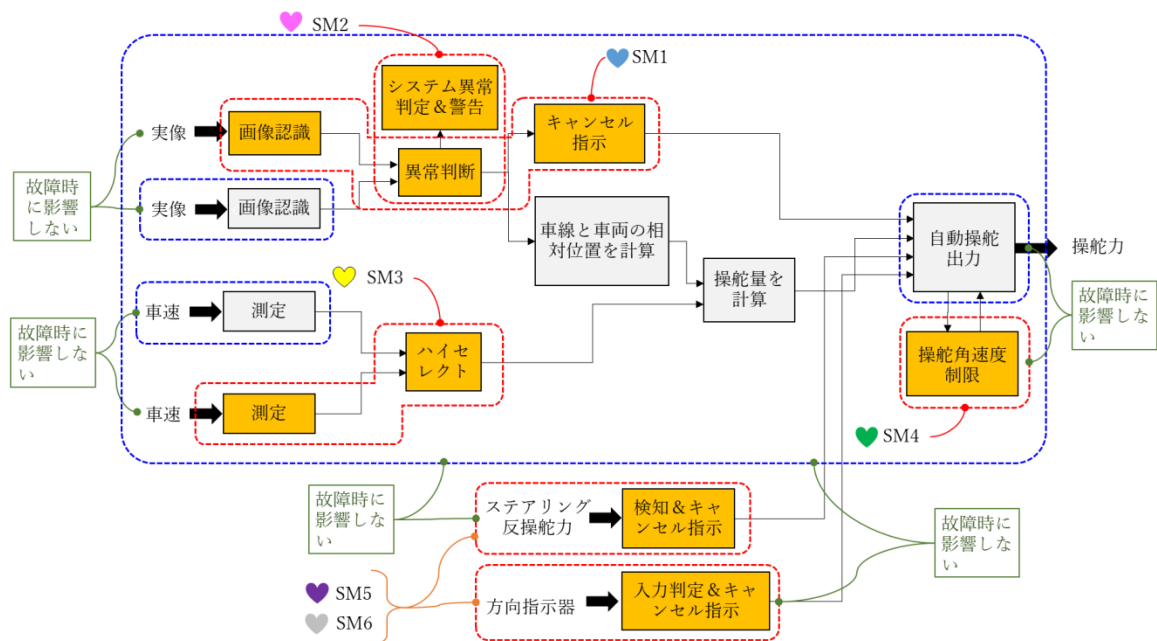 SM2
SM1
システム異常
判定＆警告
実像
画像認識
キャンセル
指示
異常判断
故障時
に影響
しない
実像
画像認識
車線と車両の相
対位置を計算
自動操舵
出力
操舵力
操舵量を
計算
SM3
車速
測定
故障時に
影響しな
い
ハイセ
レクト
故障時に
影響しな
い
操舵角速度
制限
車速
測定
SM4
故障時に
影響しな
い
ステアリング
反操舵力
検知＆キャ
ンセル指示
故障時に
影響しな
い
SM5
SM6
方向指示器
入力判定＆キャ
ンセル指示